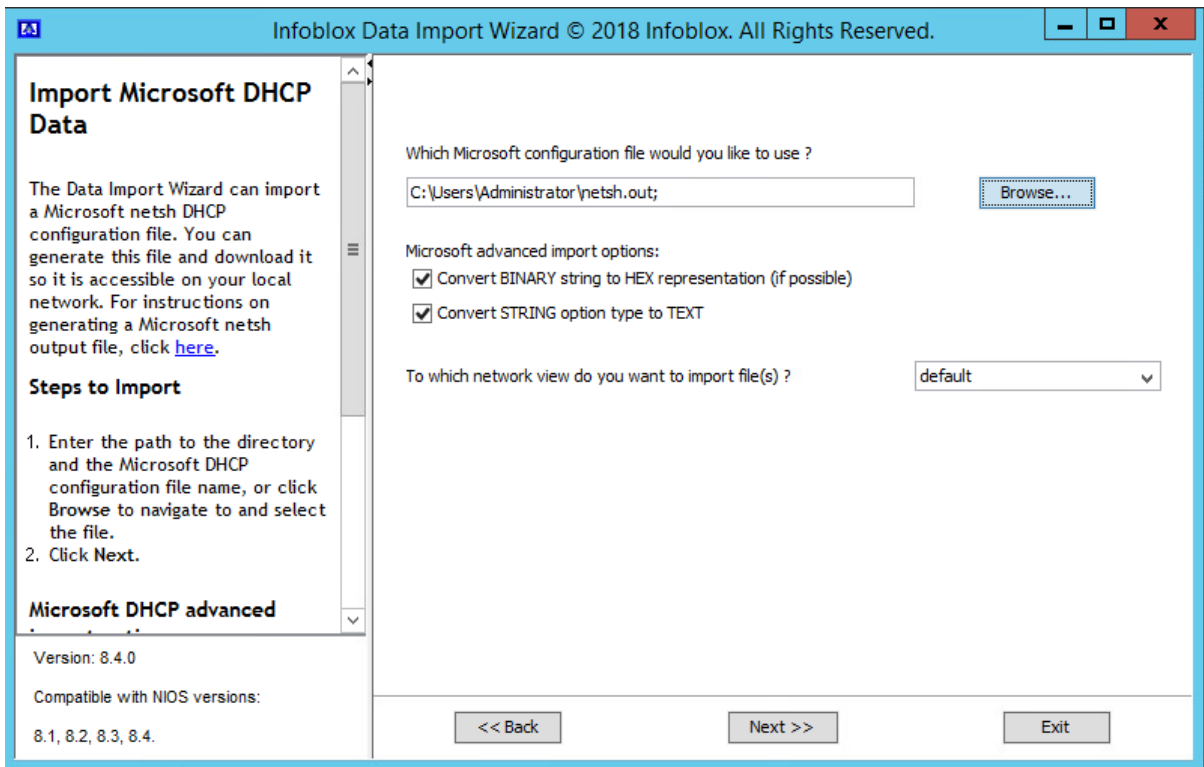 Infoblox Data Import Wizard © 2018 Infoblox. All Rights Reserved.
Import Microsoft DHCP
Data
The Data Import Wizard can import
a Microsoft netsh DHCP
configuration file. You can
generate this file and download it
so it is accessible on your local
network. For instructions on
generating a Microsoft netsh
output file, click here.
Steps to Import
1. Enter the path to the directory
and the Microsoft DHCP
configuration file name, or click
Browse to navigate to and select
the file.
2. Click Next.
Microsoft DHCP advanced
Version: 8.4.0
Compatible with NIOS versions:
8.1, 8.2, 8.3, 8.4.
Which Microsoft configuration file would you like to use ?
C:\Users\Administrator\netsh.out;
Browse...
Microsoft advanced import options:
Convert BINARY string to HEX representation (if possible)
Convert STRING option type to TEXT
To which network view do you want to import file(s) ?
default
<< Back
Next >>
Exit